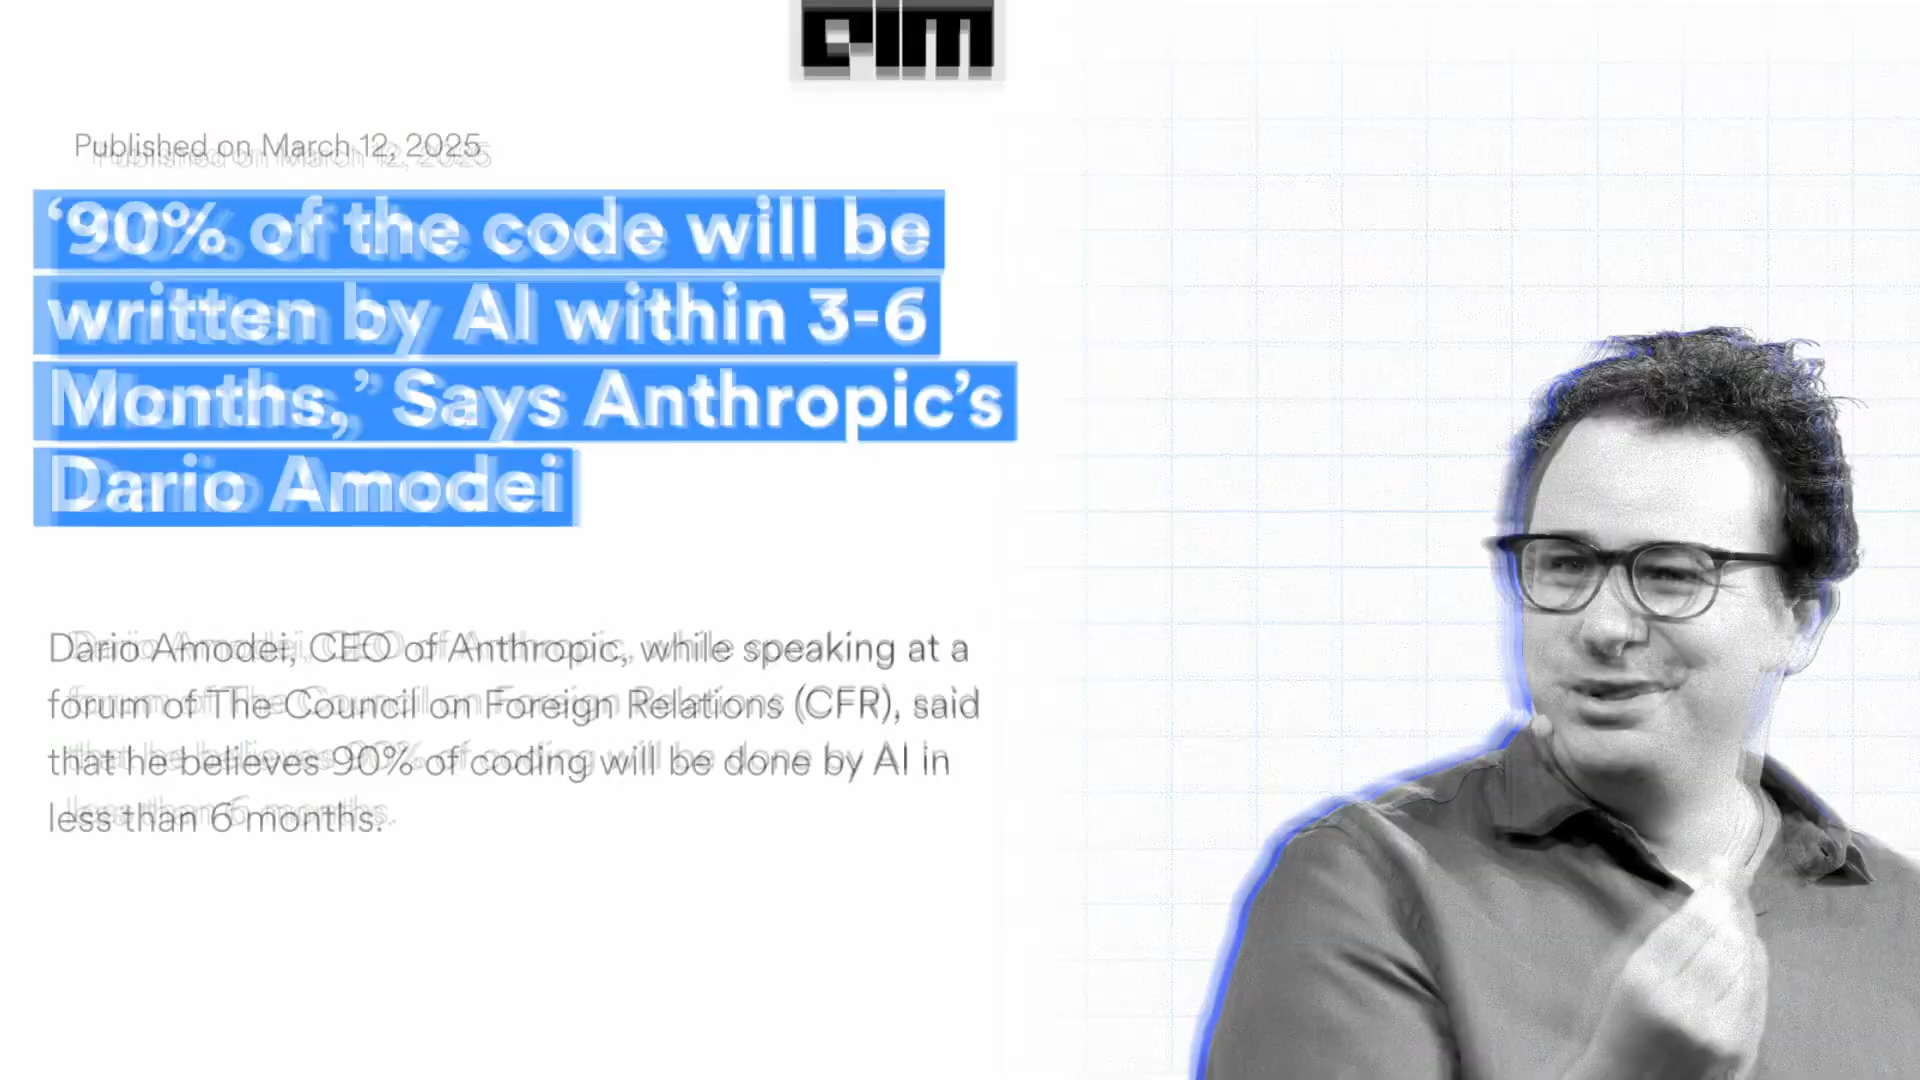 aim
Published on March 12, 2025
‘90% of the code will be
written by AI within 3-6
Months,’ Says Anthropic’s
Dario Amodei
Dario Amodei, CEO of Anthropic, while speaking at a
forum of The Council on Foreign Relations (CFR), said
that he believes 90% of coding will be done by AI in
less than 6 months.